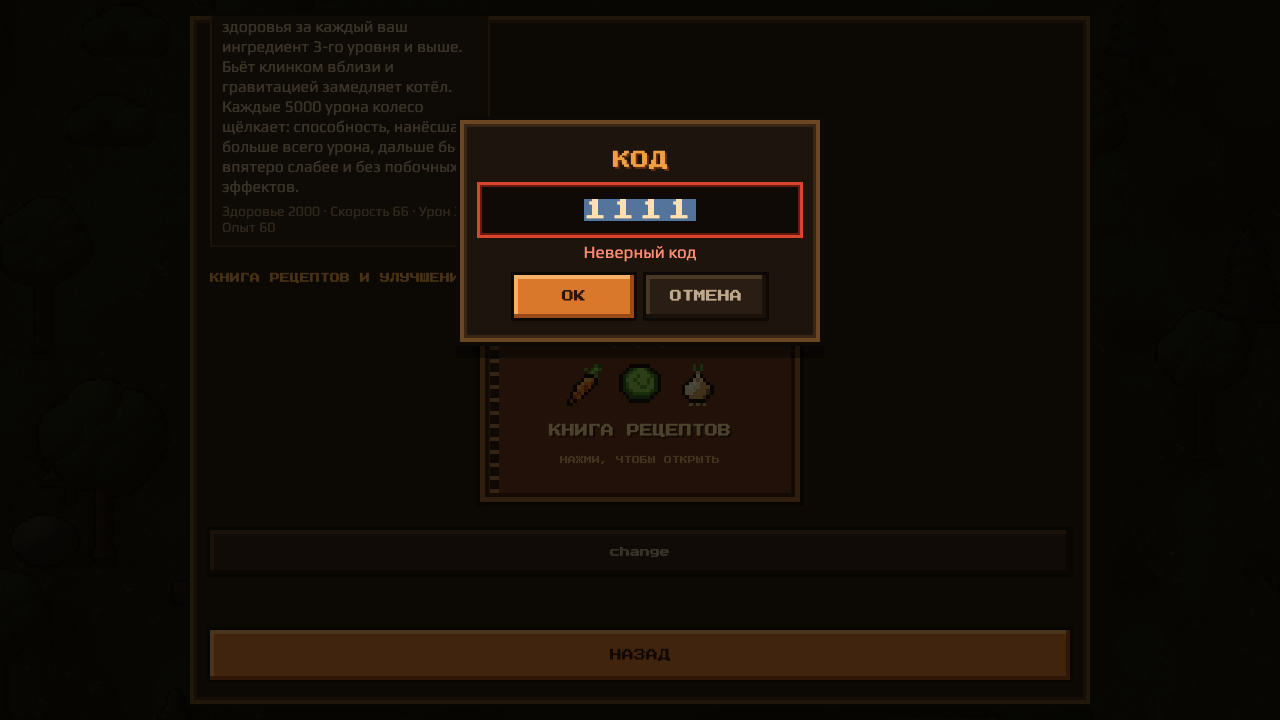 здоровья за каждый ваш
ингредиент 3-го уровня и выше.
Бьёт клинком вблизи и
гравитацией замедляет котёл.
Каждые 5000 урона колесо
щёлкает: способность, нанёсша
больше всего урона, дальше бь
впятеро слабее и без побочных
эффектов.
Здоровье 2000 · Скорость 66 · Урон
Опыт 60
КНИГА РЕЦЕПТОВ И УЛУЧШЕНИ
КОД
1111
Неверный код
ОК
ОТМЕНА
КНИГА РЕЦЕПТОВ
НАЖМИ, ЧТОБЫ ОТКРЫТЬ
change
НАЗАД